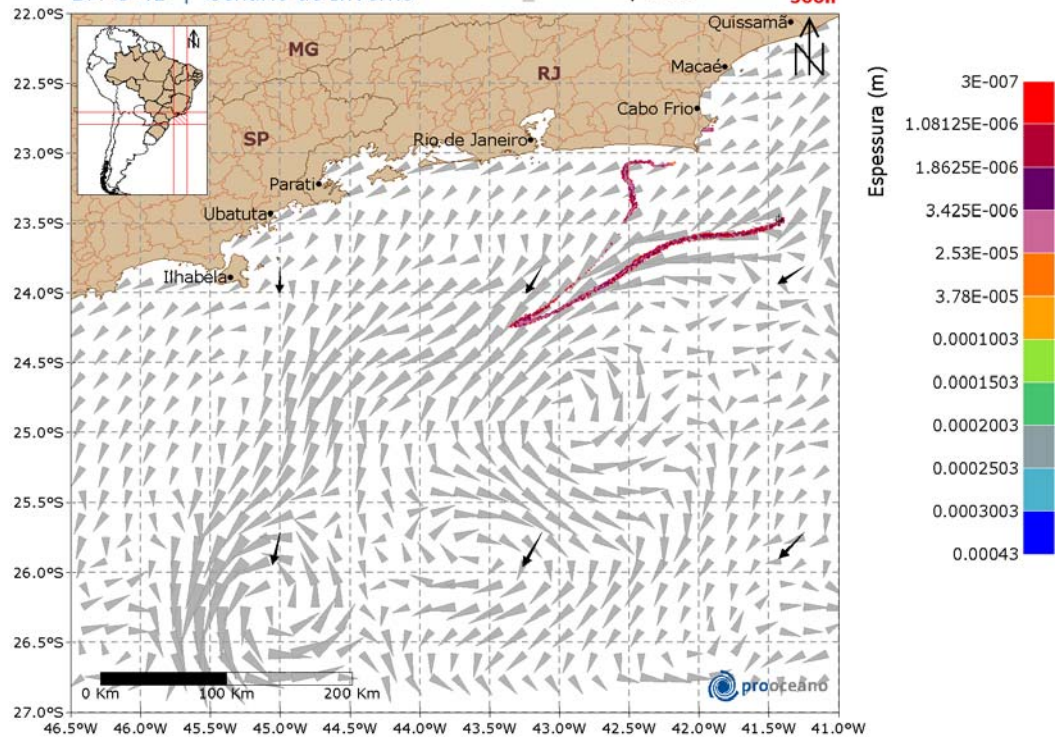 22.0°S
22.5°S
23.0°S
23.5°S
24.0°S
24.5°S
25.0°S
25.5°S
26.0°S
26.5°S
27.0°S
46.5°W 46.0°W 45.5°W 45.0°W 44.5°W 44.0°W 43.5°W 43.0°W 42.5°W 42.0°W 41.5°W 41.0°W
MG
RJ
SP
Quissamã
Macaé
Cabo Frio
Rio de Janeiro
Parati
Ubatuta
Ilhabela
N
N
0 Km 100 Km 200 Km
prooceano
Espessura (m)
3E-007
1.08125E-006
1.8625E-006
3.425E-006
2.53E-005
3.78E-005
0.0001003
0.0001503
0.0002003
0.0002503
0.0003003
0.00043